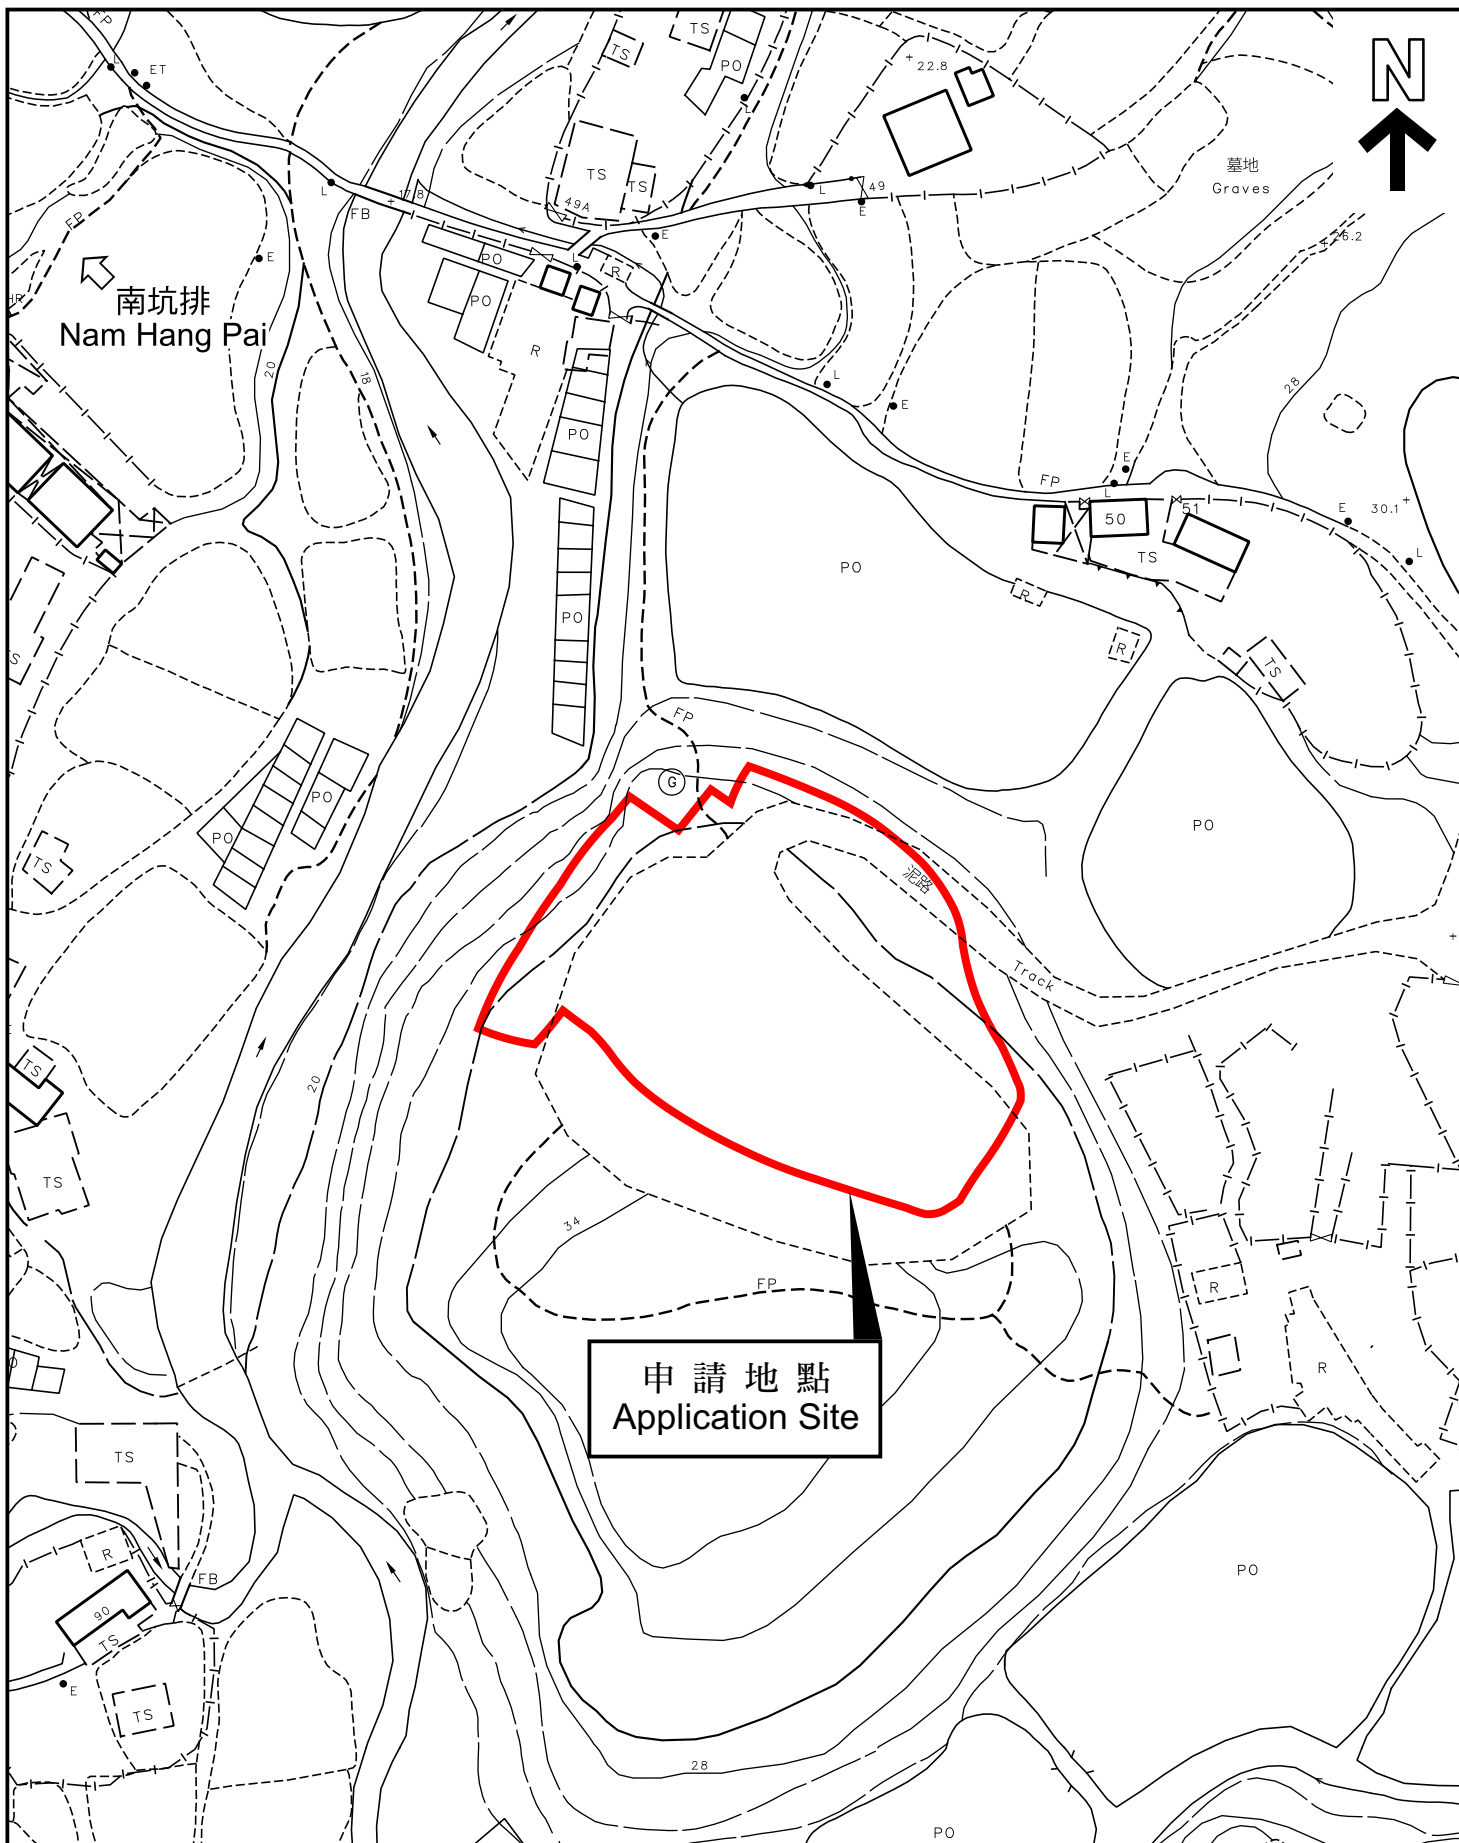 FP
L
ET
TS
TS
PO
L
22.8
N
墓地
Graves
L
17.8
FB
49A
TS
TS
L
49
E
E
26.2
FP
E
PO
L
R
南坑排
Nam Hang Pai
HR
PO
20
18
R
L
E
28
PO
FP
E
L
50
51
TS
E
30.1
L
PO
R
R
TS
PO
TS
FP
G
PO
PO
PO
TS
泥路
Track
20
TS
TS
34
FP
R
R
申請地點
Application Site
TS
R
FB
90
TS
E
TS
PO
28
PO